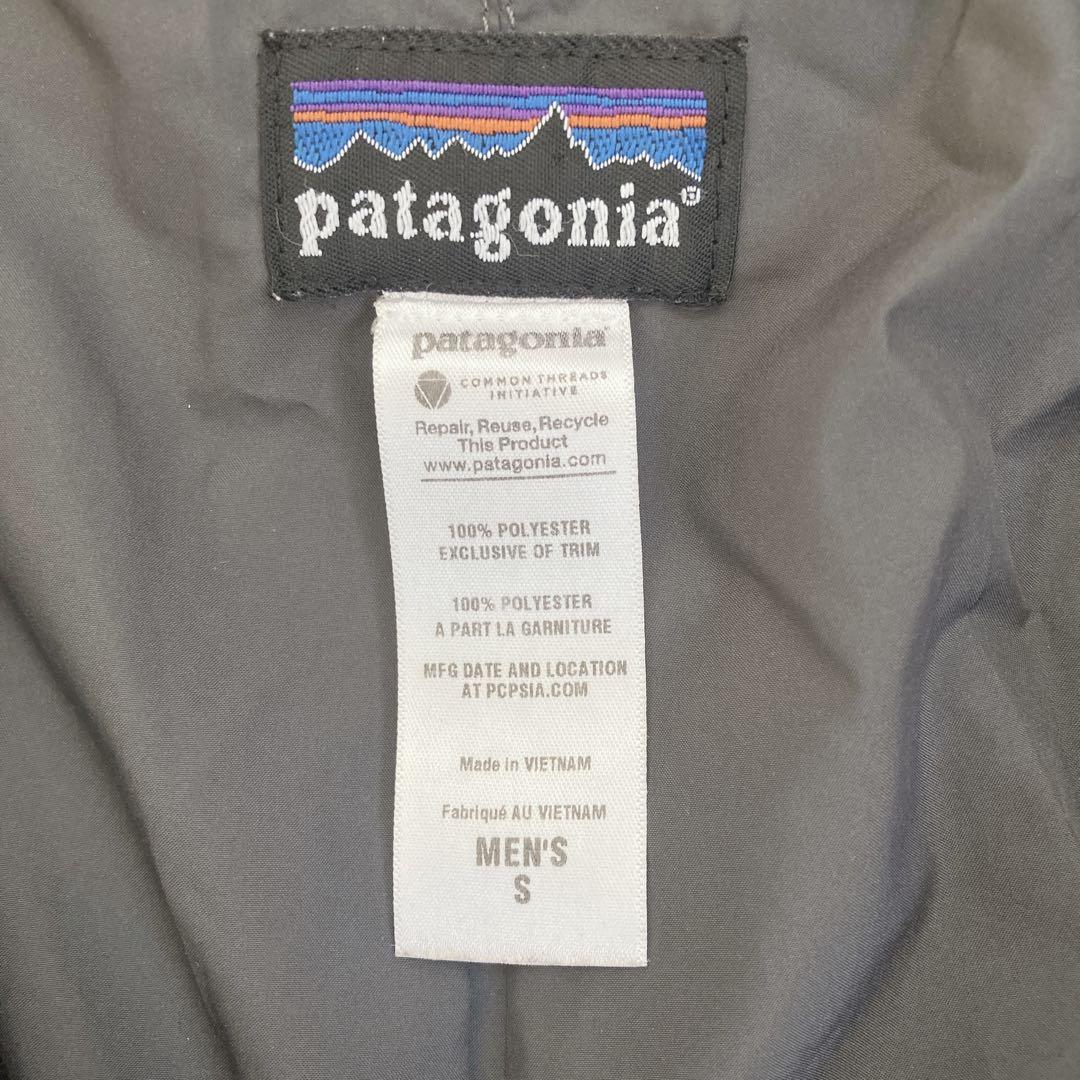 patagonia®
patagonia®
COMMON THREADS
INITIATIVE
Repair, Reuse, Recycle
This Product
www.patagonia.com
100% POLYESTER
EXCLUSIVE OF TRIM
100% POLYESTER
A PART LA GARNITURE
MFG DATE AND LOCATION
AT PCPSIA.COM
Made in VIETNAM
Fabriqué AU VIETNAM
MEN'S
S